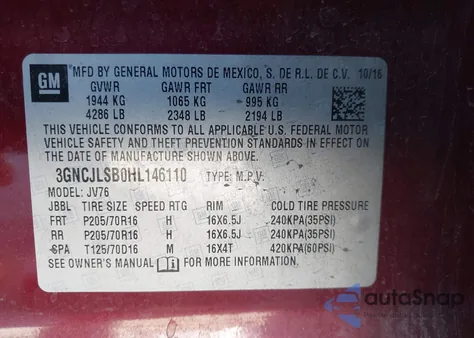 GM
MFD BY GENERAL MOTORS DE MEXICO, S. DE R.L. DE C.V. 10/16
GVWR GAWR FRT GAWR RR
1944 KG 1065 KG 995 KG
4286 LB 2348 LB 2194 LB
THIS VEHICLE CONFORMS TO ALL APPLICABLE U.S. FEDERAL MOTOR
VEHICLE SAFETY AND THEFT PREVENTION STANDARDS IN EFFECT ON
THE DATE OF MANUFACTURE SHOWN ABOVE.
3GNCJLSB0HL146110 TYPE: M.P.V.
MODEL: JV76
JBBL TIRE SIZE SPEED RTG RIM COLD TIRE PRESSURE
FRT P205/70R16 H 16X6.5J 240KPA(35PSI)
RR P205/70R16 H 16X6.5J 240KPA(35PSI)
SPA T125/70D16 M 16X4T 420KPA(60PSI)
SEE OWNER'S MANUAL FOR MORE INFORMATION.
autoSnap